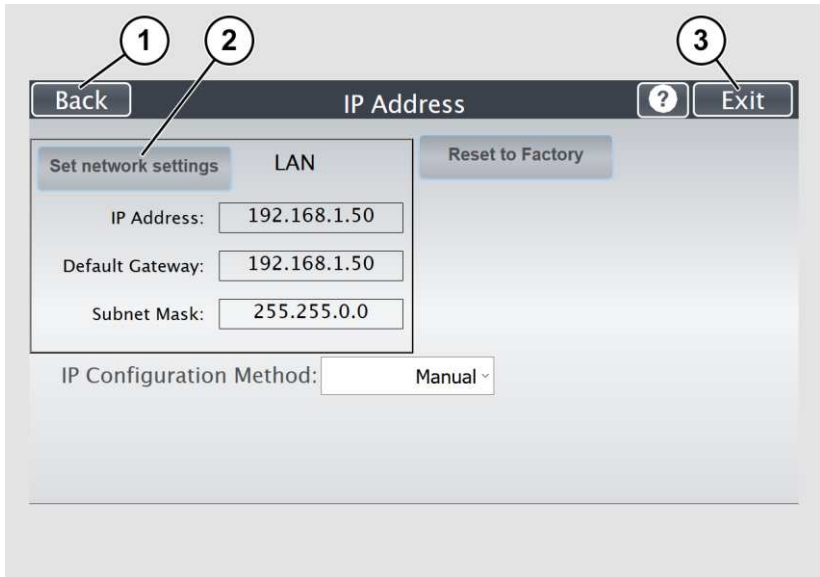 1 2 3
Back IP Address ? Exit
Set network settings LAN Reset to Factory
IP Address: 192.168.1.50
Default Gateway: 192.168.1.50
Subnet Mask: 255.255.0.0
IP Configuration Method: Manual